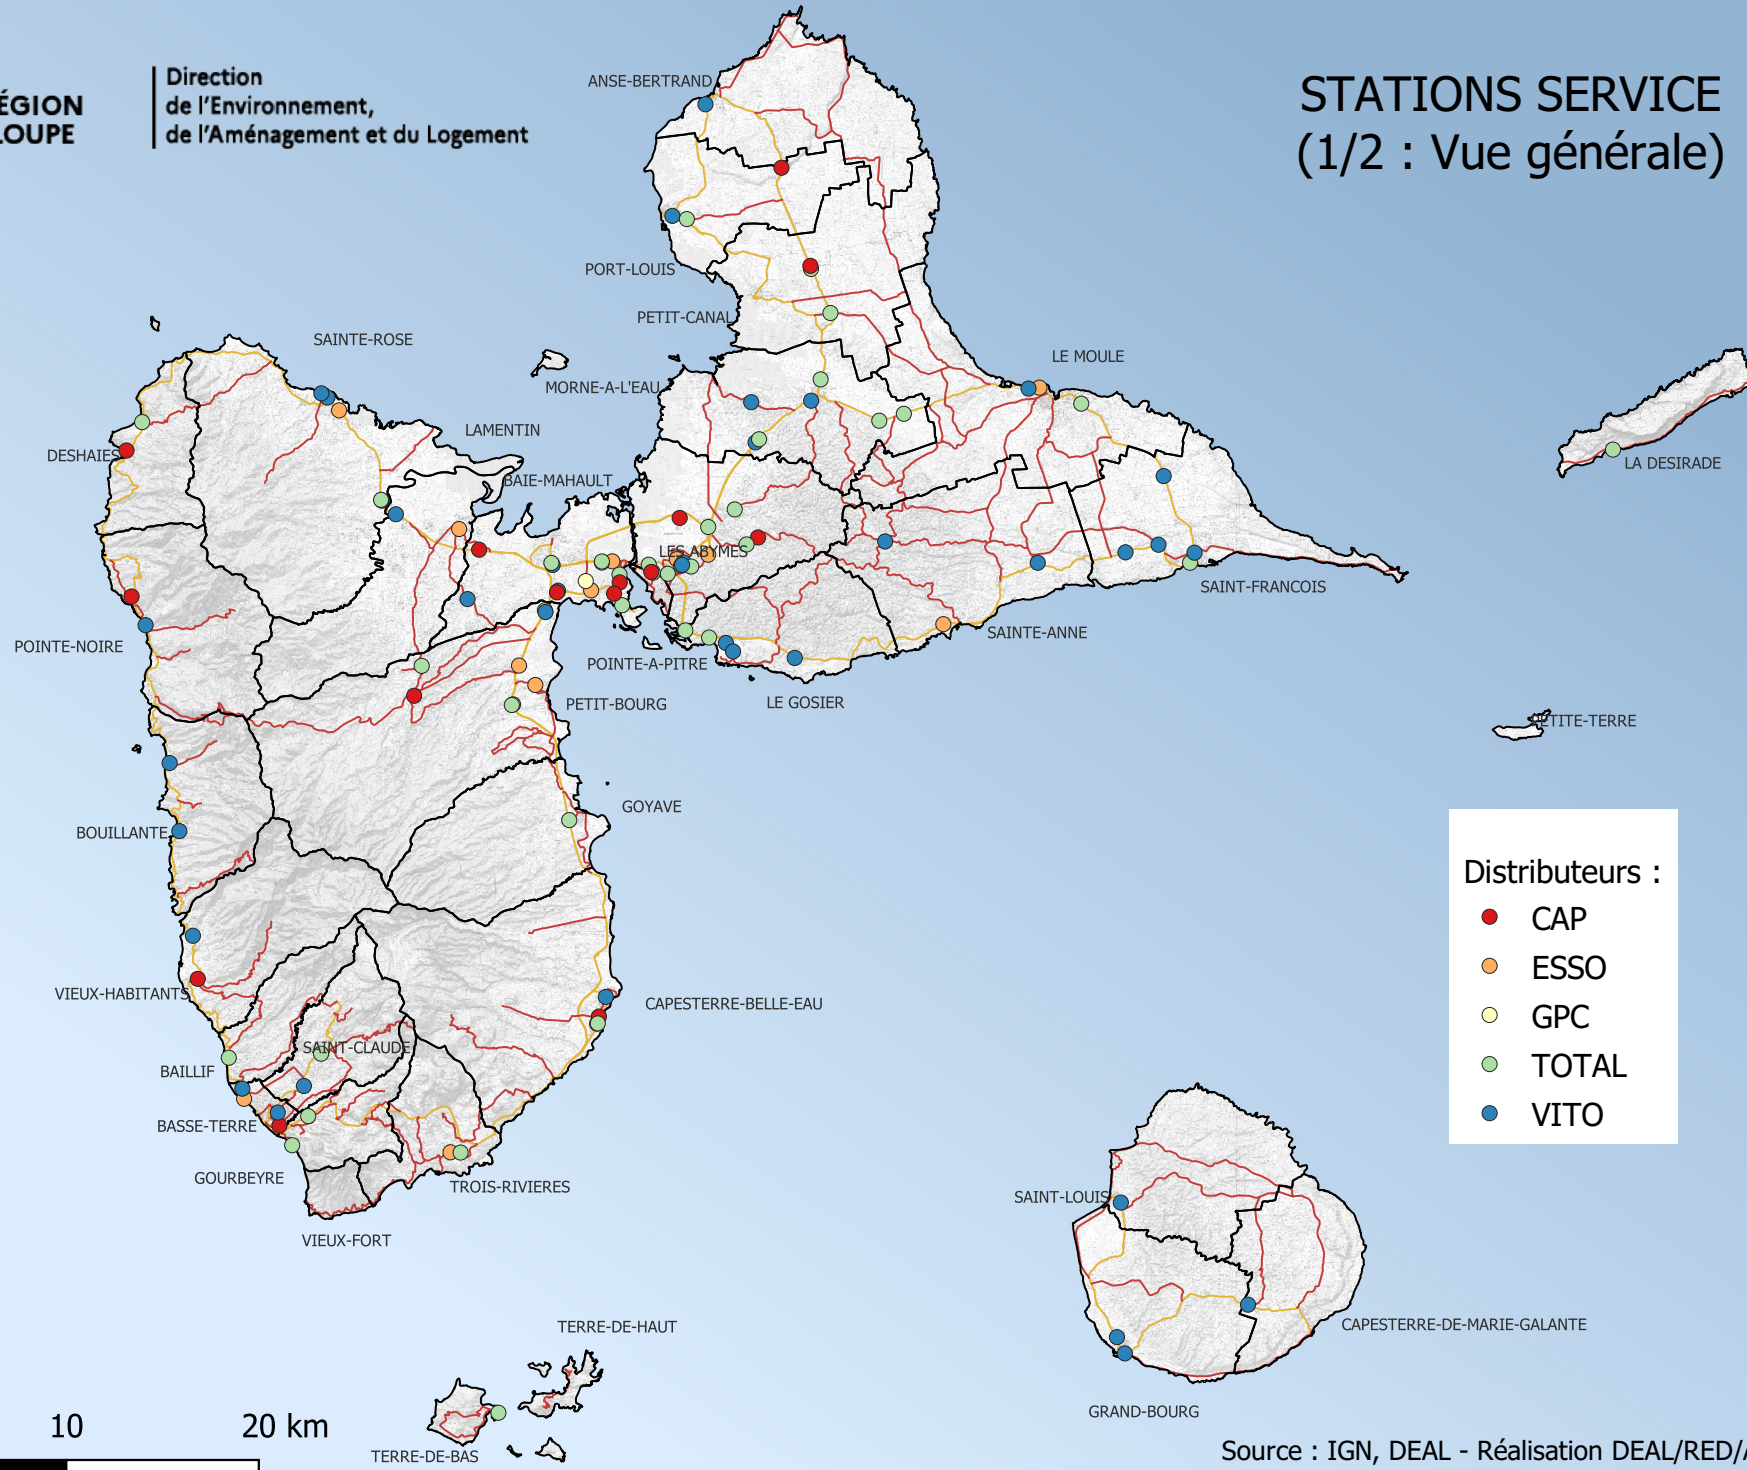 ÉGION
LOUPE
Direction
de l'Environnement,
de l'Aménagement et du Logement
STATIONS SERVICE
(1/2 : Vue générale)
ANSE-BERTRAND
PORT-LOUIS
PETIT-CANAL
SAINTE-ROSE
LE MOULE
MORNE-A-L'EAU
LAMENTIN
DESHAIES
LA DESIRADE
BAIE-MAHAULT
LES ABYMES
SAINT-FRANCOIS
SAINTE-ANNE
POINTE-NOIRE
POINTE-A-PITRE
LE GOSIER
PETIT-BOURG
PETITE-TERRE
GOYAVE
BOUILLANTE
Distributeurs :
CAP
ESSO
GPC
TOTAL
VITO
VIEUX-HABITANTS
CAPESTERRE-BELLE-EAU
SAINT-CLAUDE
BAILLIF
BASSE-TERRE
GOURBEYRE
TROIS-RIVIERES
SAINT-LOUIS
VIEUX-FORT
TERRE-DE-HAUT
CAPESTERRE-DE-MARIE-GALANTE
GRAND-BOURG
10 20 km
TERRE-DE-BAS
Source : IGN, DEAL - Réalisation DEAL/RED/